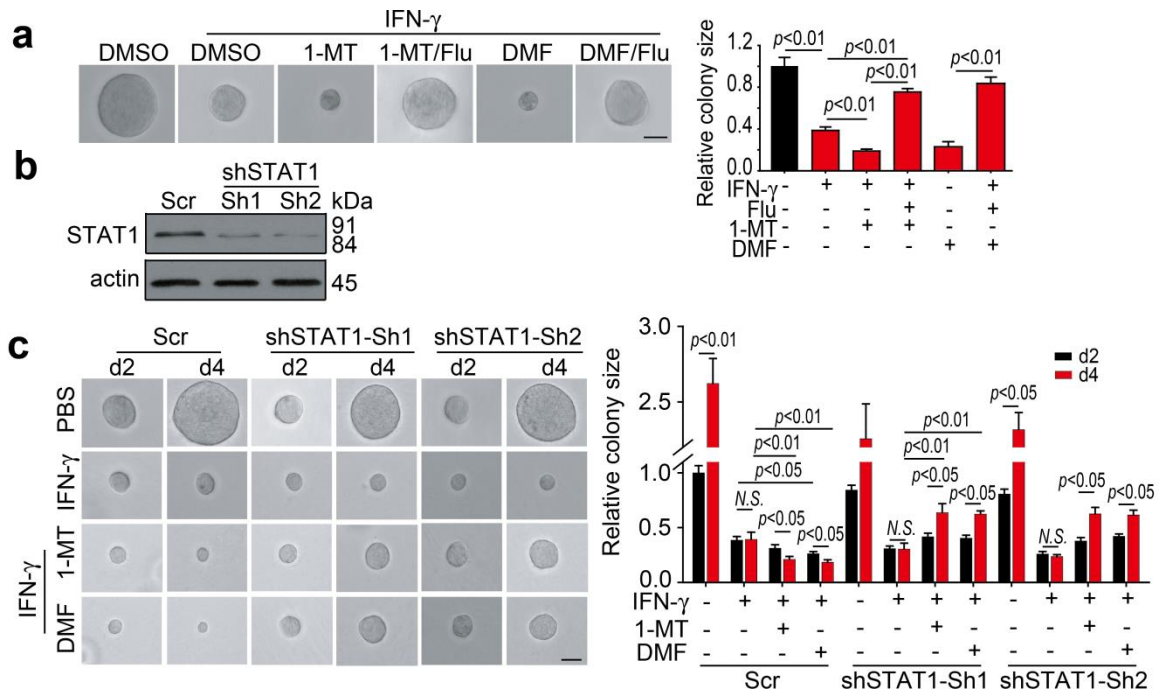 a
IFN-γ
DMSO DMSO 1-MT 1-MT/Flu DMF DMF/Flu
Relative colony size
1.2
0.8
0.4
0.0
p<0.01 p<0.01 p<0.01
p<0.01
p<0.01
IFN-γ - + + + - +
Flu - - - + - +
1-MT - - + + - -
DMF - - - - + +
b
shSTAT1
Scr Sh1 Sh2 kDa
STAT1 91
84
actin 45
c
Scr shSTAT1-Sh1 shSTAT1-Sh2
d2 d4 d2 d4 d2 d4
PBS
IFN-γ
IFN-γ
1-MT
DMF
Relative colony size
3.0
2.5
1.0
0.5
0.0
d2
d4
p<0.01
p<0.01
p<0.01
p<0.05
N.S.
p<0.05
p<0.05
p<0.01
p<0.01
N.S.
p<0.05
p<0.05
p<0.05
N.S.
p<0.05
p<0.05
IFN-γ - + + + - + + + - + + +
1-MT - - + - - - + - - - + -
DMF - - - + - - - + - - - +
Scr shSTAT1-Sh1 shSTAT1-Sh2